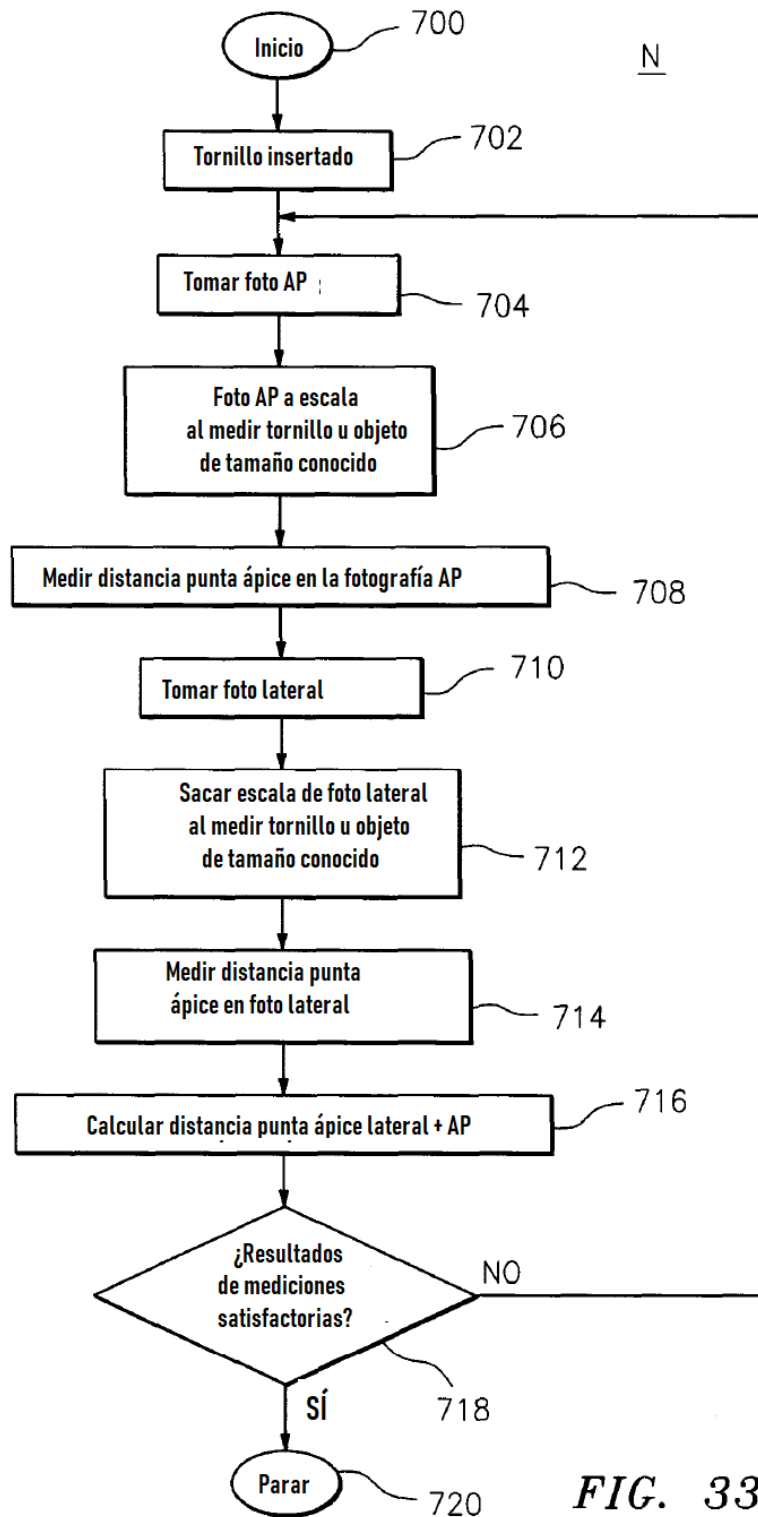 Inicio
700
N
Tornillo insertado
702
Tomar foto AP
704
Foto AP a escala
al medir tornillo u objeto
de tamaño conocido
706
Medir distancia punta ápice en la fotografía AP
708
Tomar foto lateral
710
Sacar escala de foto lateral
al medir tornillo u objeto
de tamaño conocido
712
Medir distancia punta
ápice en foto lateral
714
Calcular distancia punta ápice lateral + AP
716
¿Resultados
de mediciones
satisfactorias?
NO
718
SÍ
Parar
720
FIG. 33